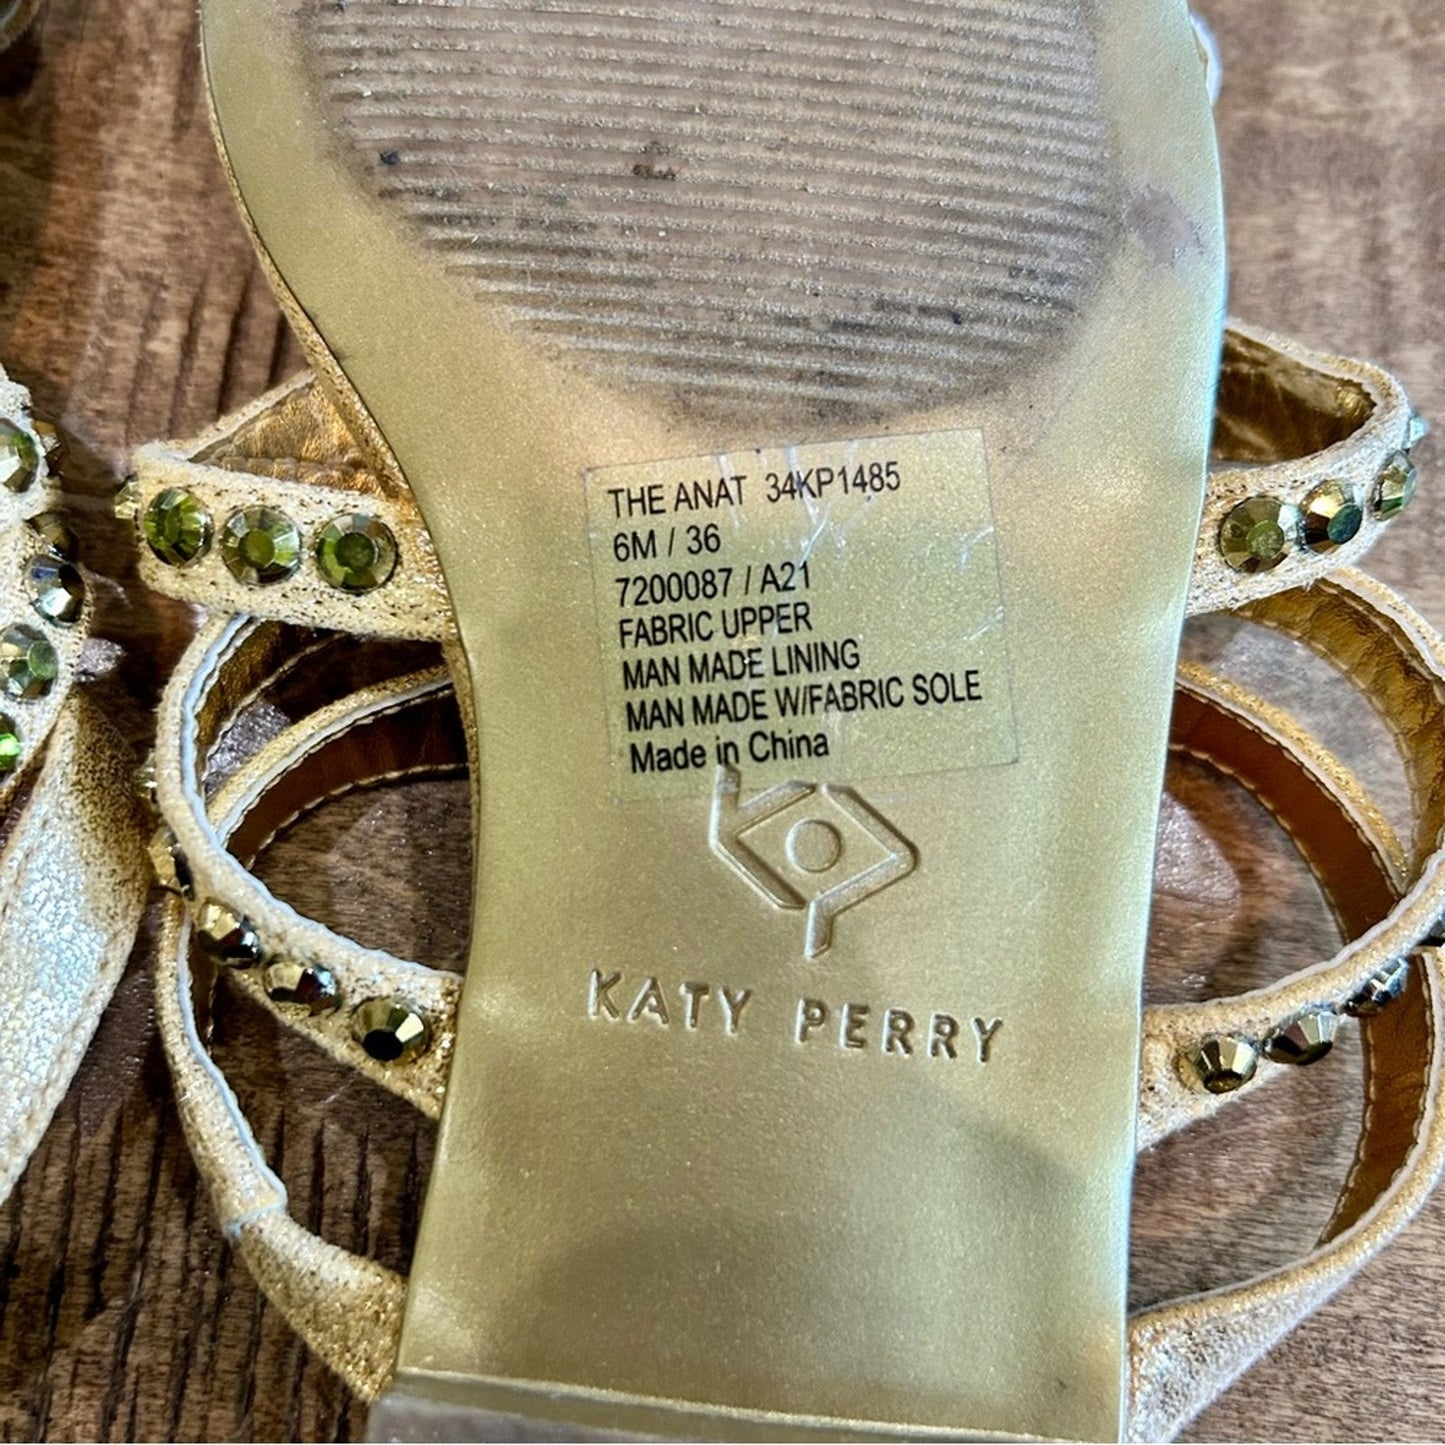 THE ANAT 34KP1485
6M / 36
7200087 / A21
FABRIC UPPER
MAN MADE LINING
MAN MADE W/FABRIC SOLE
Made in China
KATY PERRY